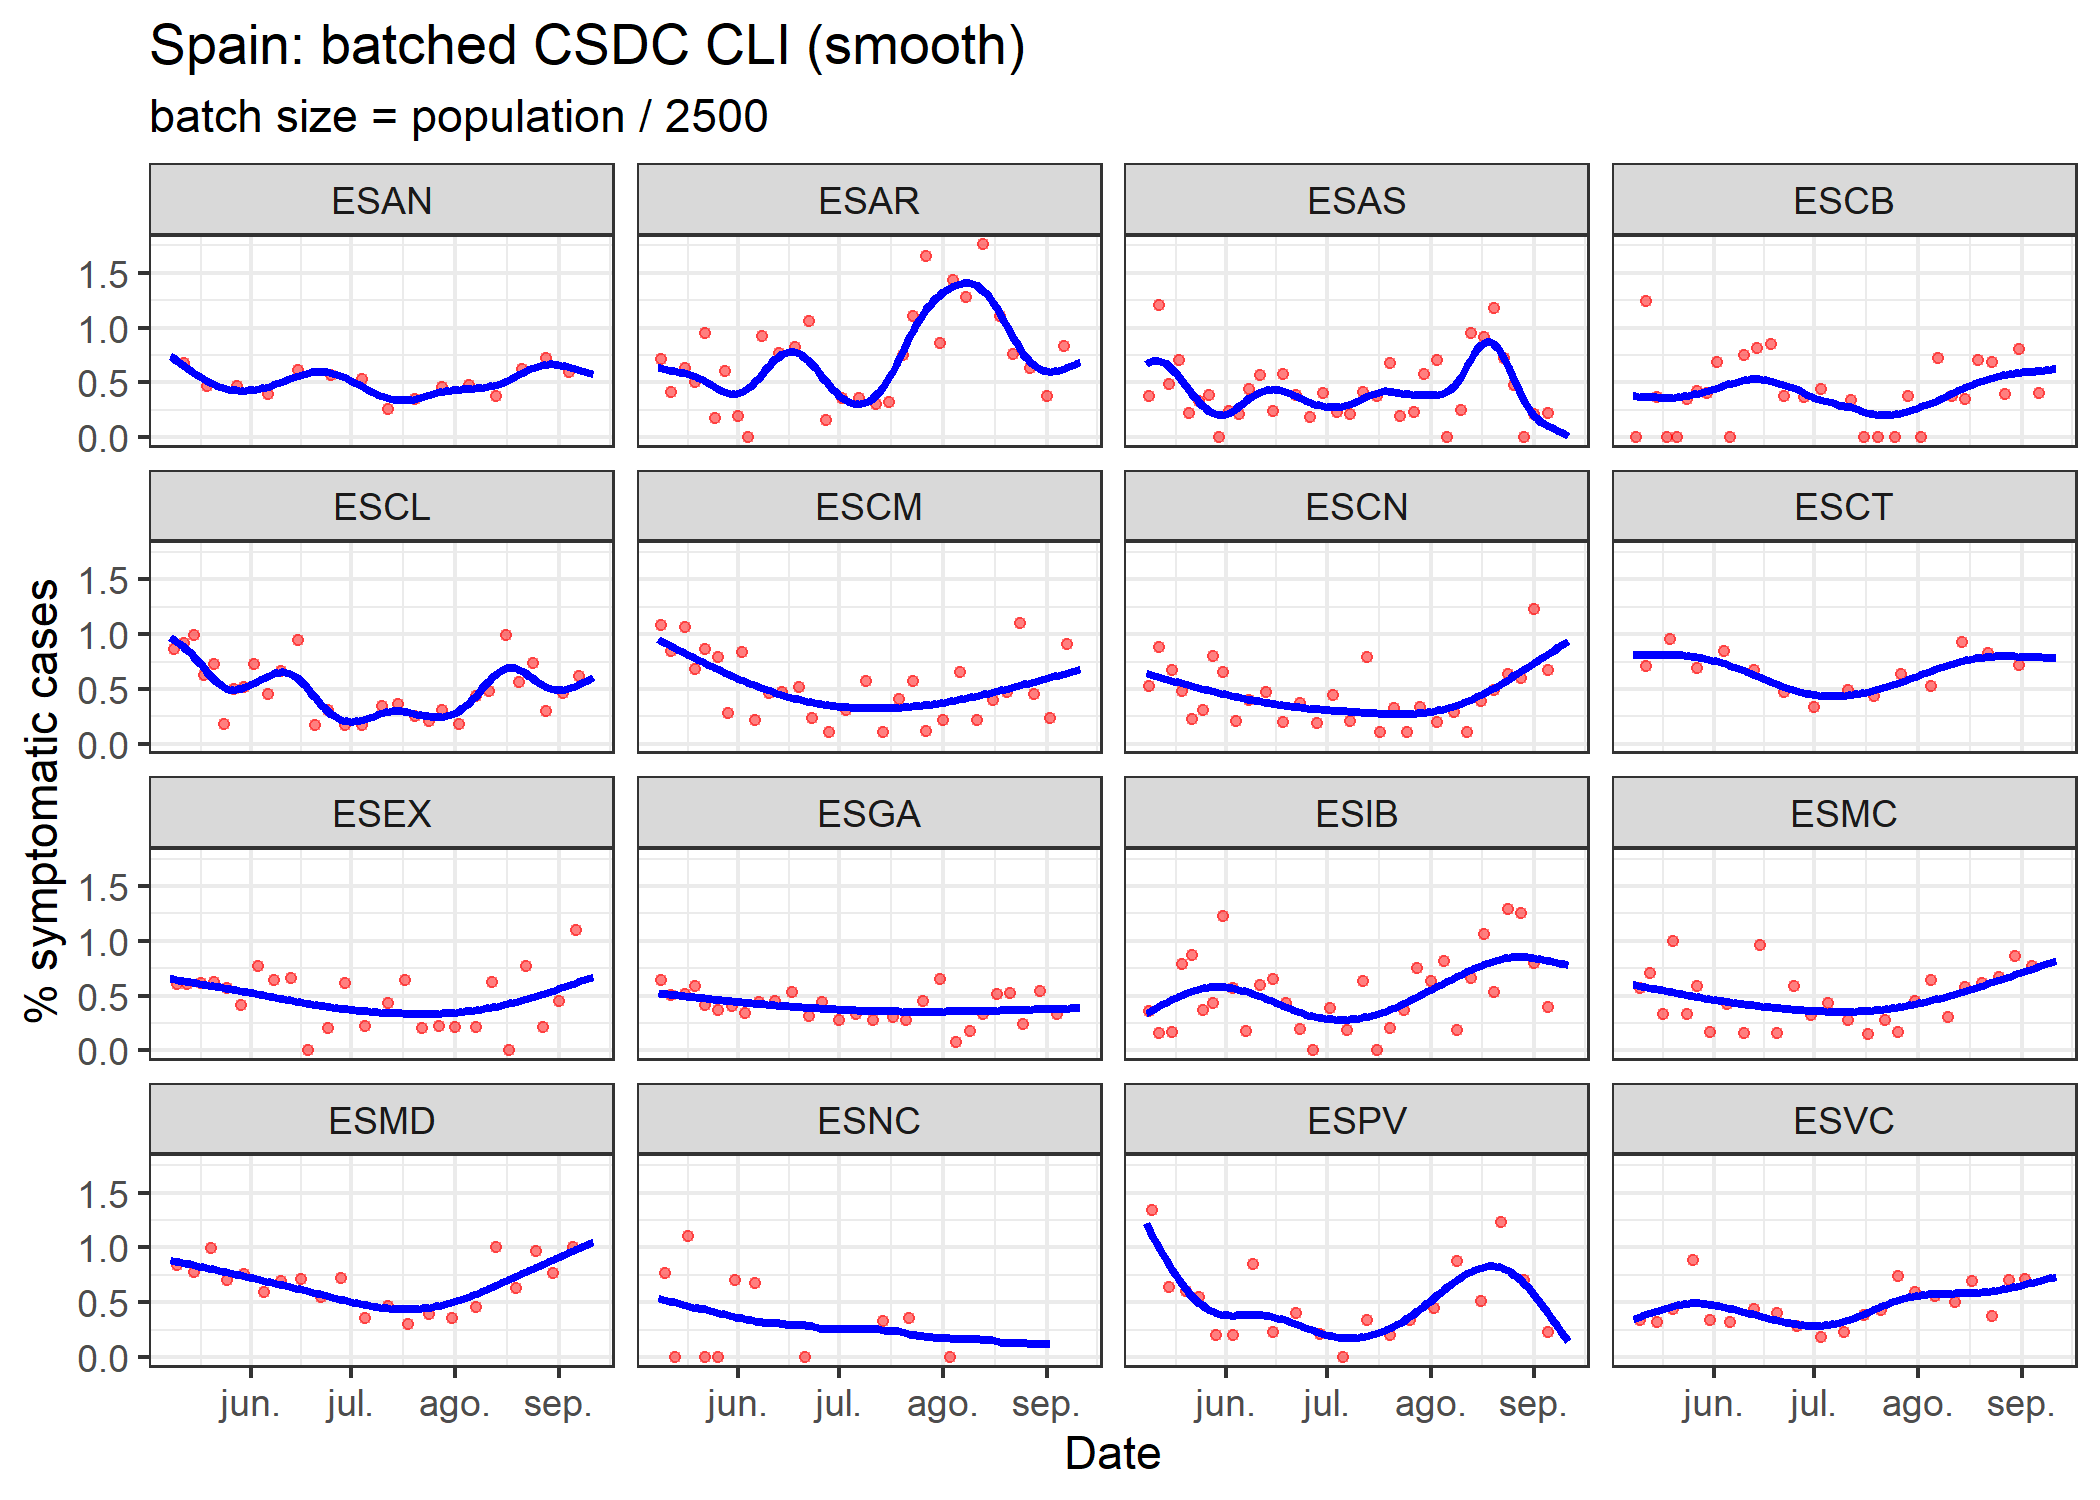 Spain: batched CSDC CLI (smooth)
batch size = population / 2500
ESAN ESAR ESAS ESCB
1.5
1.0
0.5
0.0
ESCL ESCM ESCN ESCT
1.5
1.0
0.5
0.0
% symptomatic cases
ESEX ESGA ESIB ESMC
1.5
1.0
0.5
0.0
ESMD ESNC ESPV ESVC
1.5
1.0
0.5
0.0
jun. jul. ago. sep. jun. jul. ago. sep. jun. jul. ago. sep. jun. jul. ago. sep.
Date